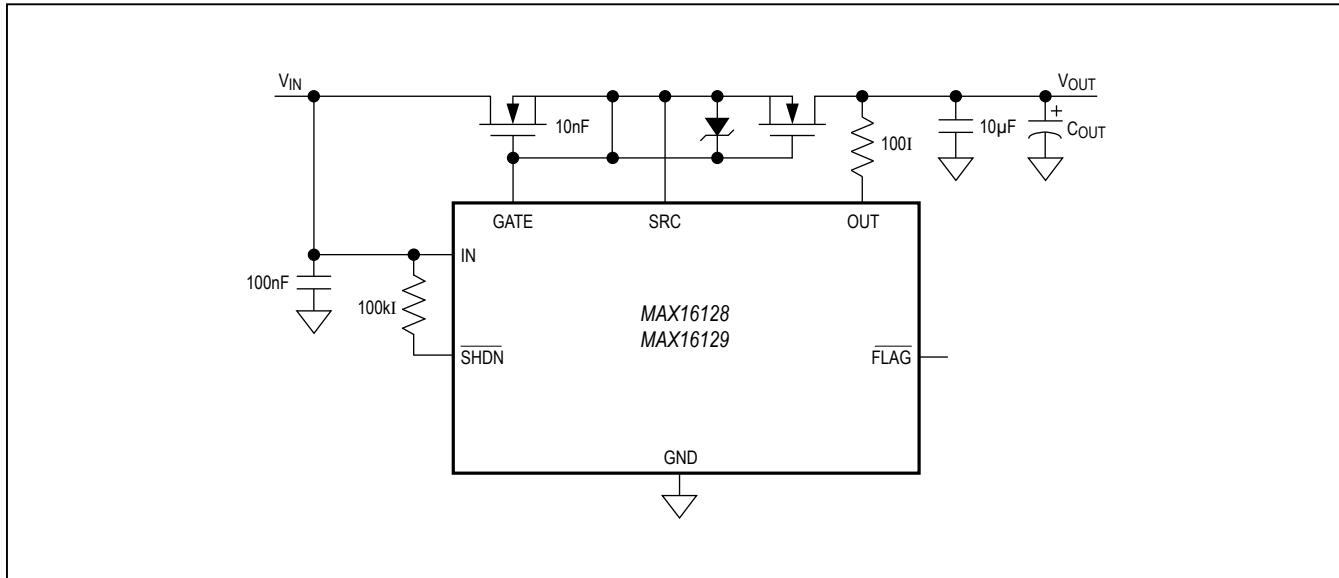 VIN
VOUT
10nF
100I
10µF
+
COUT
GATE
SRC
OUT
IN
100nF
100kI
MAX16128
MAX16129
SHDN
FLAG
GND